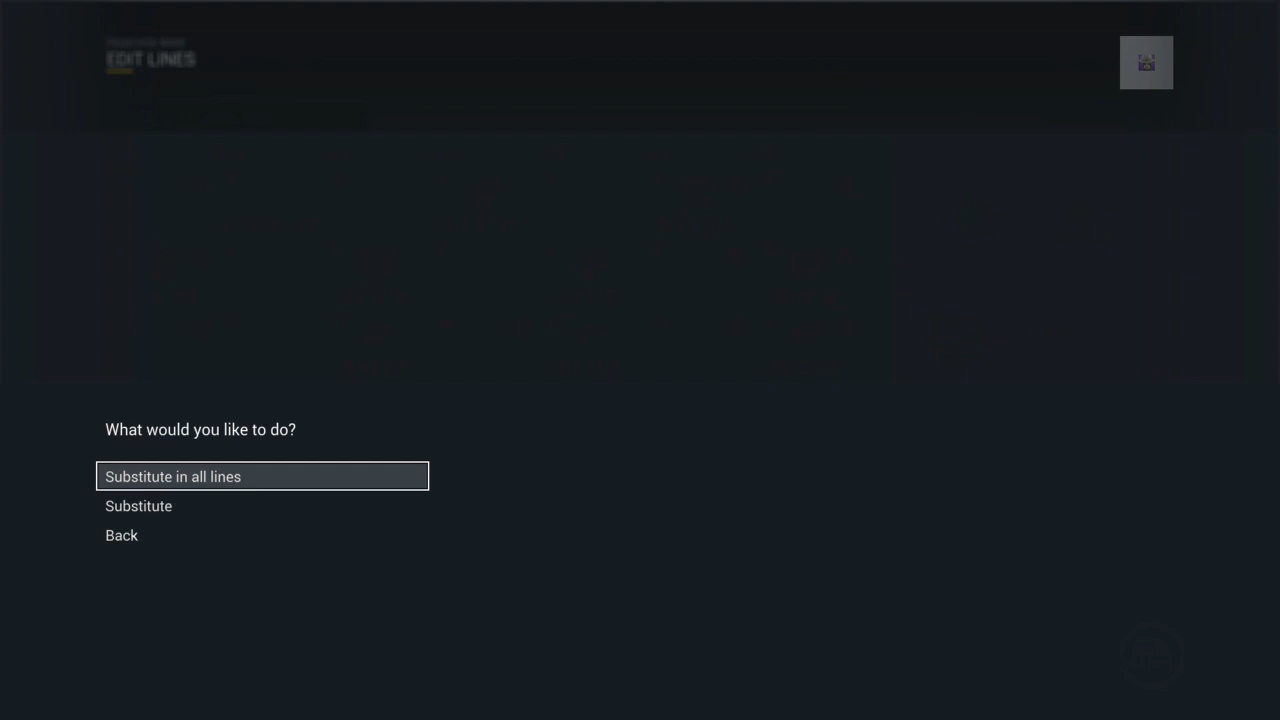 EDIT LINES
What would you like to do?
Substitute in all lines
Substitute
Back